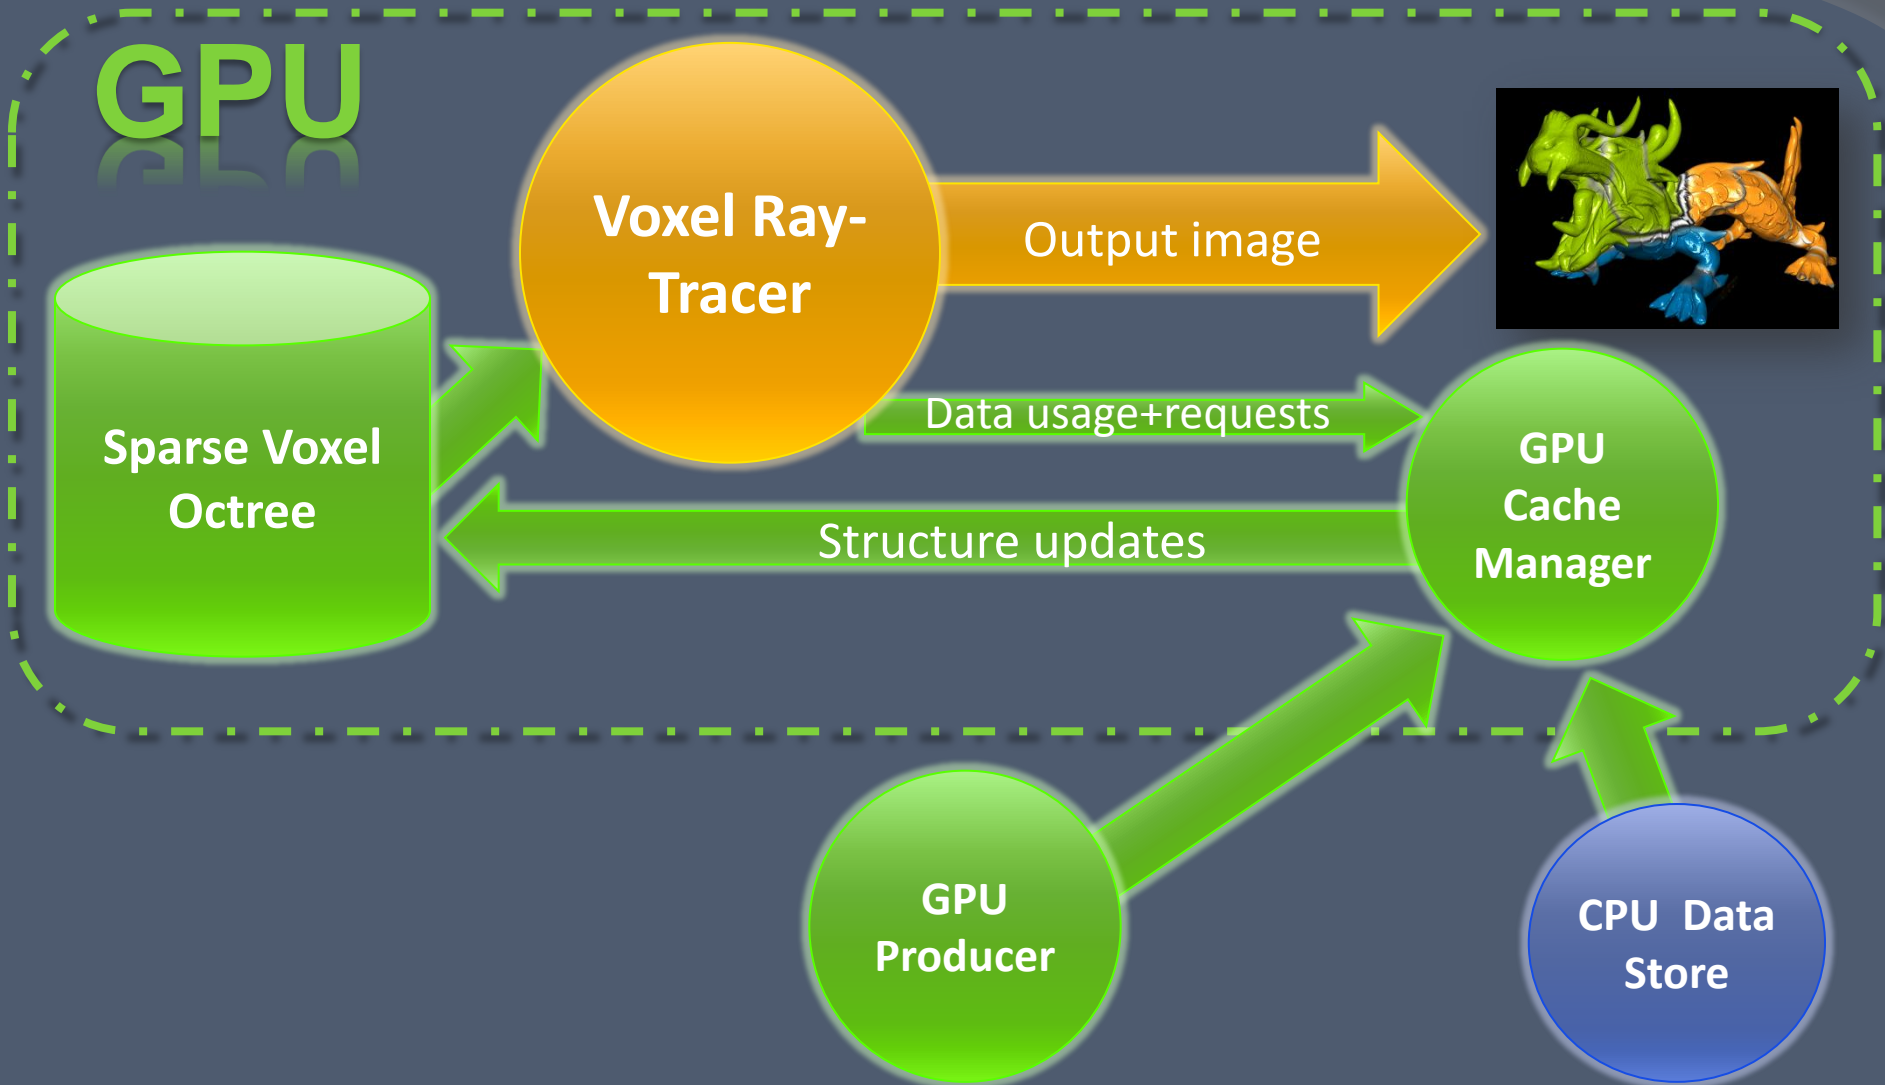 GPU
Voxel Ray-
Tracer
Output image
Sparse Voxel
Octree
Data usage+requests
Structure updates
GPU
Cache
Manager
GPU
Producer
CPU  Data
Store